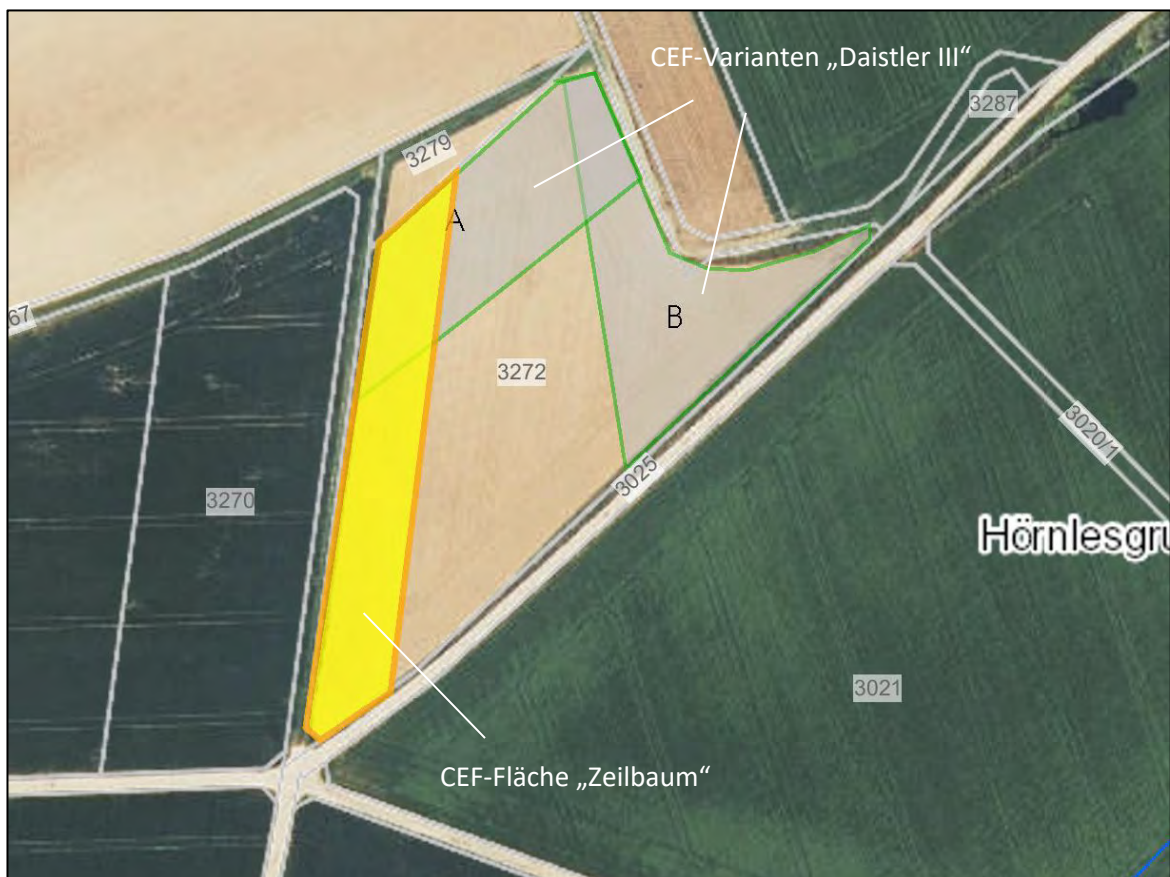 CEF-Varianten „Daistler III“
3287
3279
A
67
B
3272
3020/1
3025
3270
Hörnlesgru
3021
CEF-Fläche „Zeilbaum“